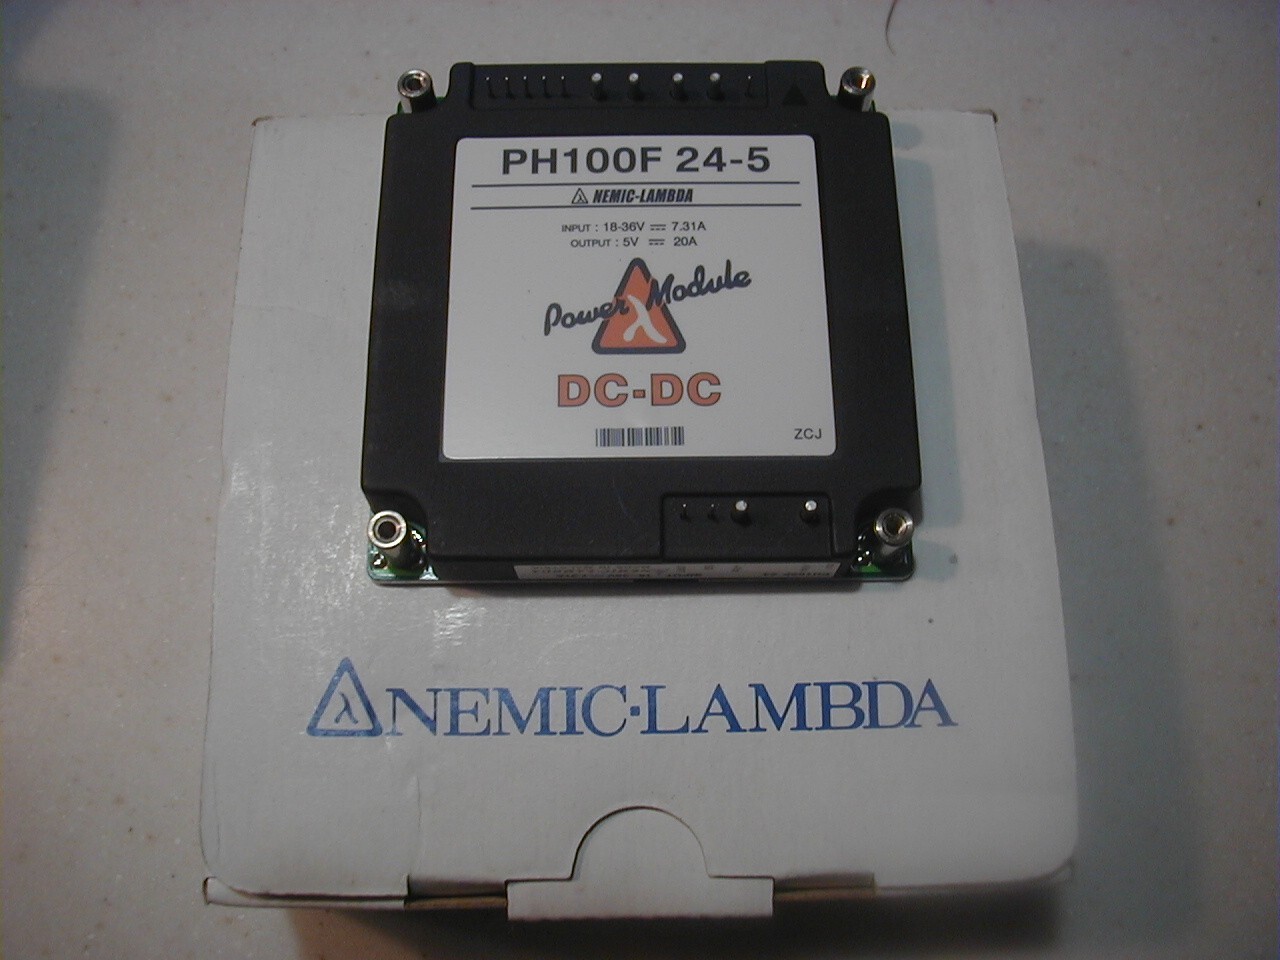 PH100F 24-5
NEMIC-LAMBDA
INPUT : 18-36V ⎓ 7.31A
OUTPUT : 5V ⎓ 20A
Power Module
λ
DC-DC
ZCJ
λ NEMIC·LAMBDA